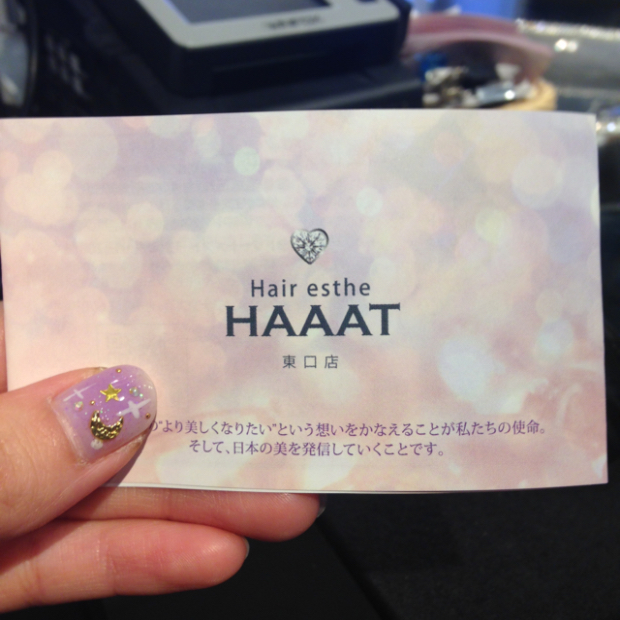 Hair esthe
HAAAT
東口店
"より美しくなりたい"という想いをかなえることが私たちの使命。
そして、日本の美を発信していくことです。